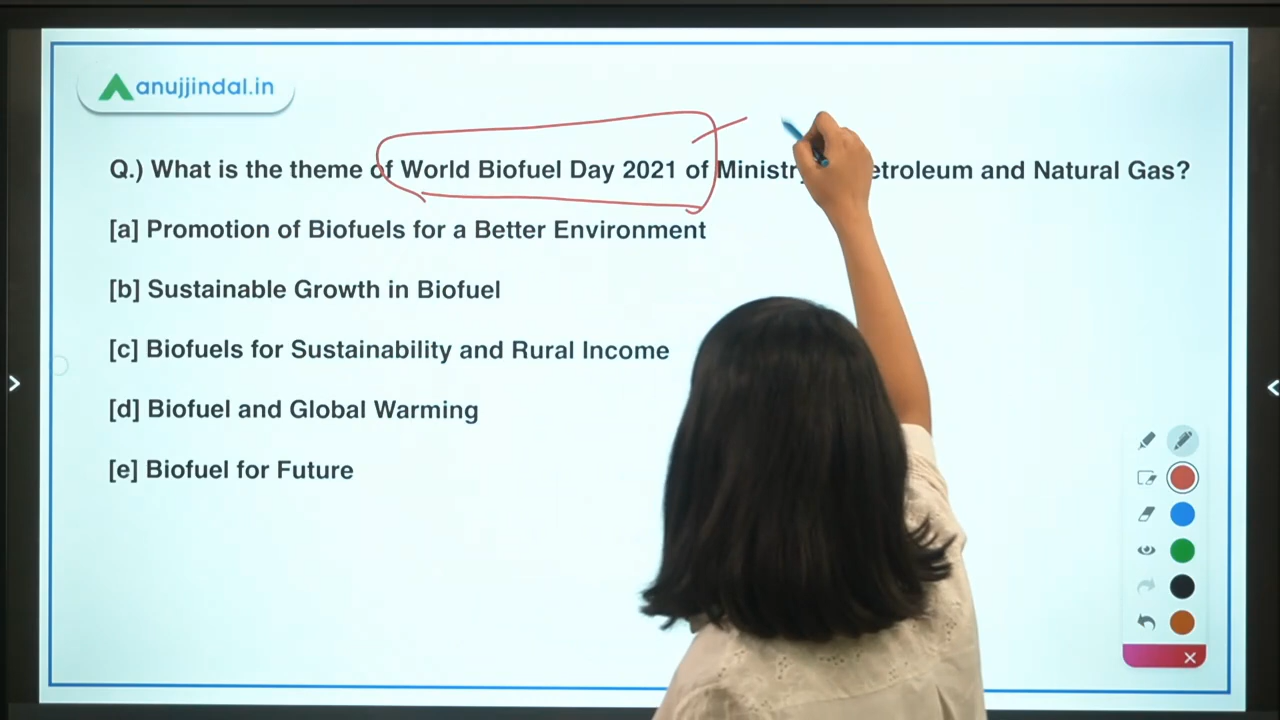 anujjindal.in
Q.) What is the theme of World Biofuel Day 2021 of Ministry etroleum and Natural Gas?
[a] Promotion of Biofuels for a Better Environment
[b] Sustainable Growth in Biofuel
[c] Biofuels for Sustainability and Rural Income
[d] Biofuel and Global Warming
[e] Biofuel for Future